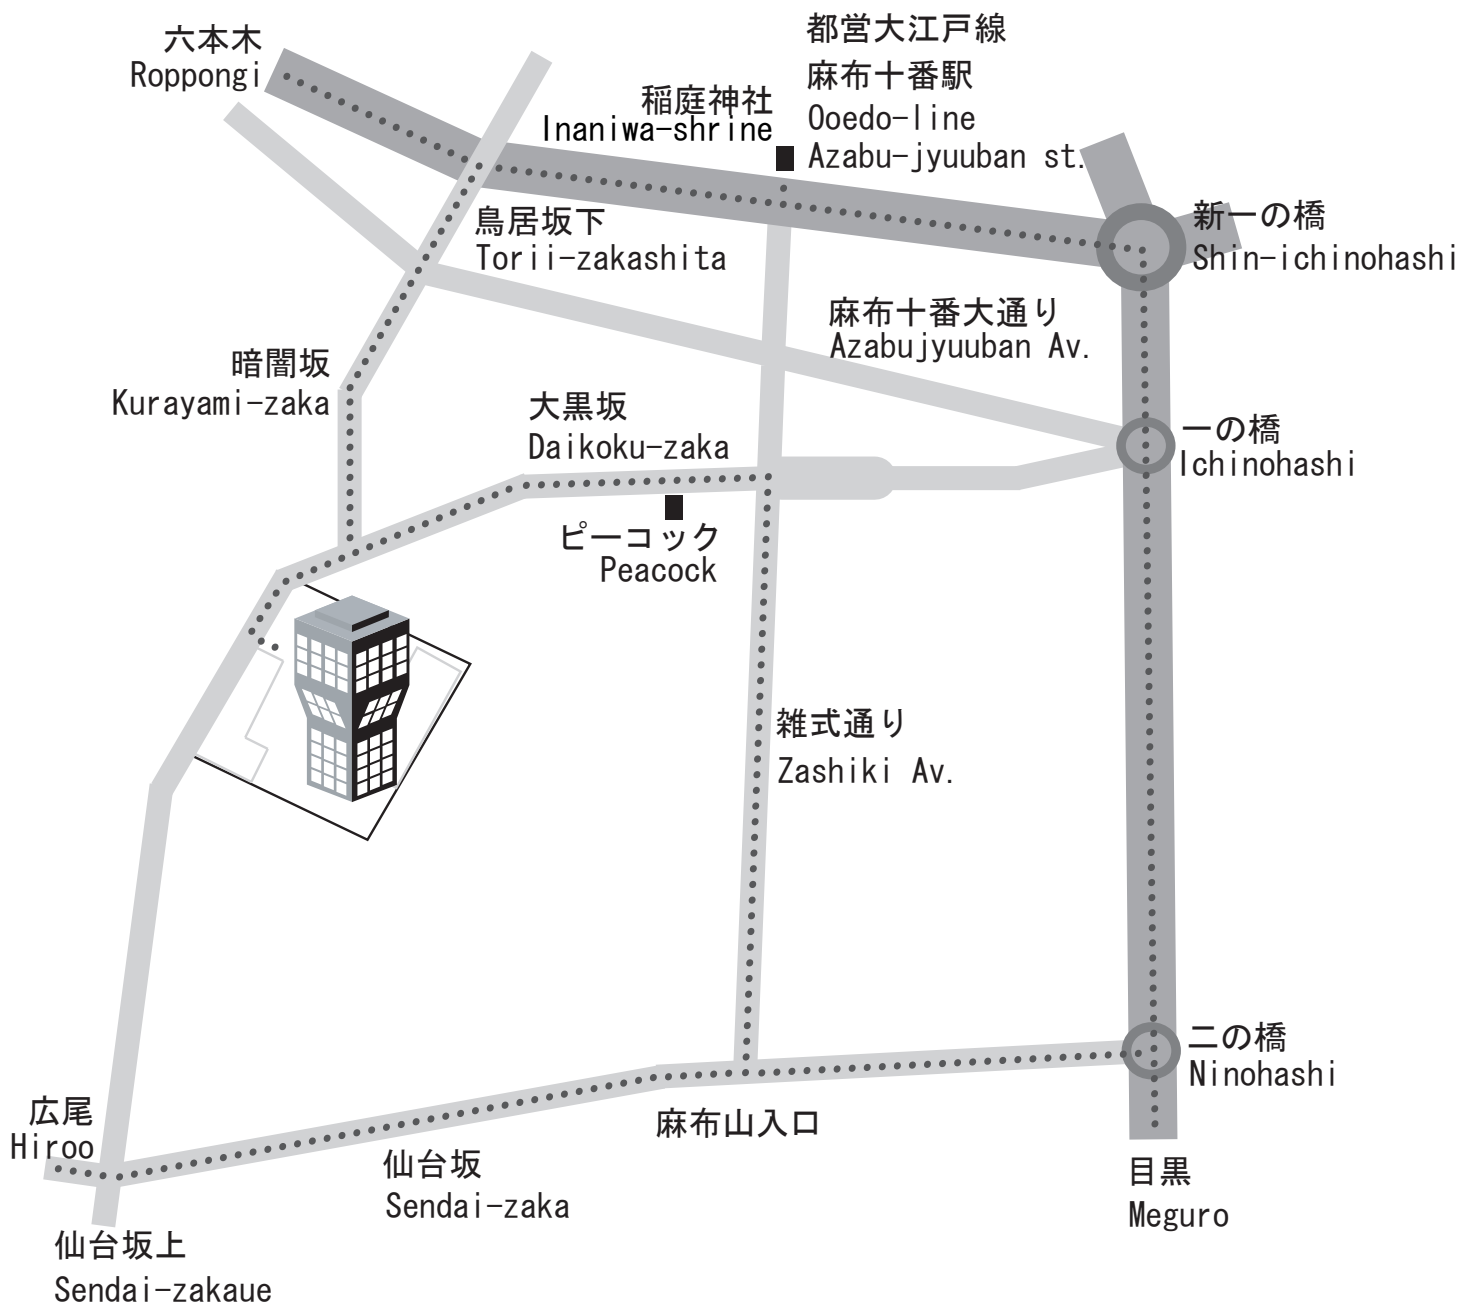 六本木
Roppongi
都営大江戸線
麻布十番駅
Ooedo-line
Azabu-jyuuban st.
稲庭神社
Inaniwa-shrine
鳥居坂下
Torii-zakashita
新一の橋
Shin-ichinohashi
麻布十番大通り
Azabujyuuban Av.
暗闇坂
Kurayami-zaka
大黒坂
Daikoku-zaka
一の橋
Ichinohashi
ピーコック
Peacock
雑式通り
Zashiki Av.
二の橋
Ninohashi
広尾
Hiroo
麻布山入口
仙台坂
Sendai-zaka
目黒
Meguro
仙台坂上
Sendai-zakaue